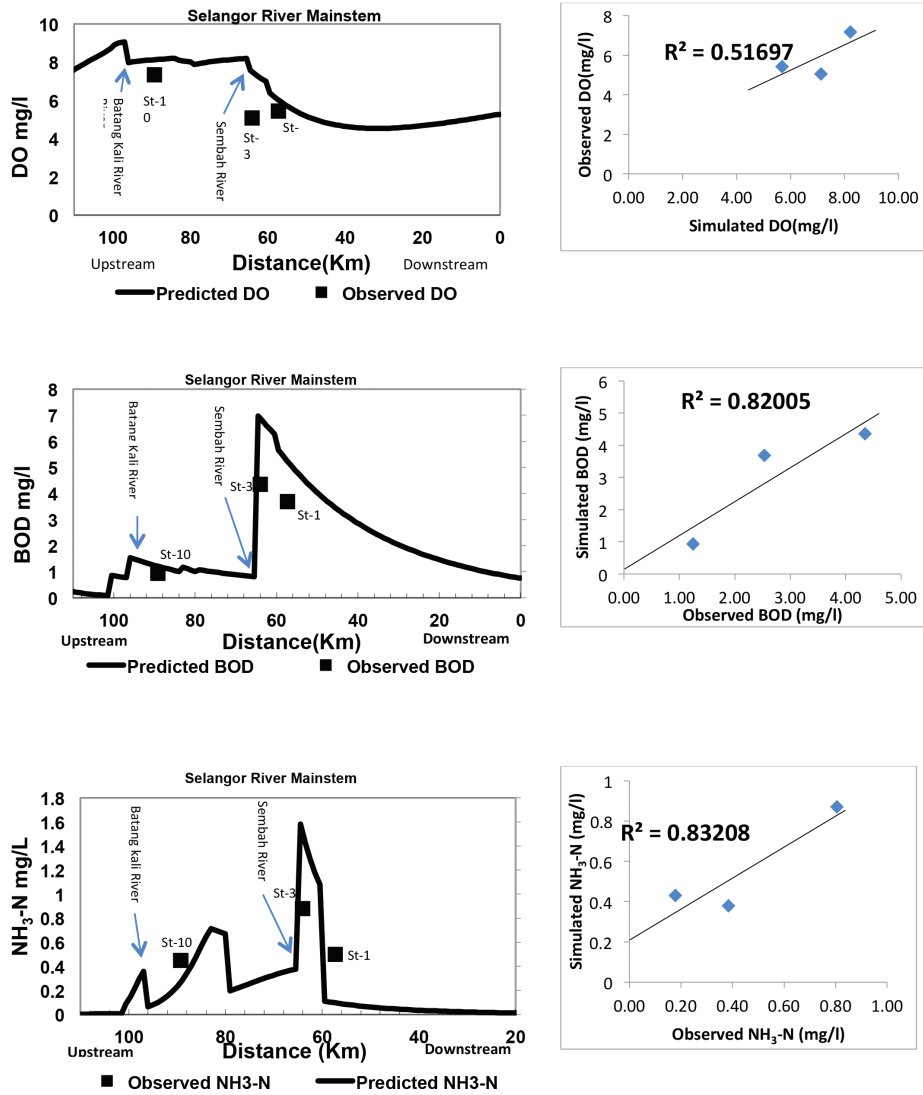 Selangor River Mainstem
10
8
6
4
2
0
DO mg/l
Batang Kali River
St-1
0
Sembah River
St-
3
St-
100
80
60
40
20
0
Upstream
Distance(Km)
Downstream
Predicted DO
Observed DO
R² = 0.51697
8
6
4
2
0
Observed DO(mg/l)
0.00 2.00 4.00 6.00 8.00 10.00
Simulated DO(mg/l)
Selangor River Mainstem
8
7
6
5
4
3
2
1
0
BOD mg/l
Batang Kali River
Sembah River
St-10
St-3
St-1
100 80 60 40 20 0
Upstream
Distance(Km)
Downstream
Predicted BOD
Observed BOD
R² = 0.82005
6
5
4
3
2
1
0
Simulated BOD (mg/l)
0.00 1.00 2.00 3.00 4.00 5.00
Observed BOD (mg/l)
Selangor River Mainstem
1.8
1.6
1.4
1.2
1
0.8
0.6
0.4
0.2
0
NH₃-N mg/L
Batang kali River
Sembah River
St-10
St-3
St-1
100 80 60 40 20
Upstream
Distance (Km)
Downstream
Observed NH3-N
Predicted NH3-N
R² = 0.83208
1
0.8
0.6
0.4
0.2
0
Simulated NH₃-N (mg/l)
0.00 0.20 0.40 0.60 0.80 1.00
Observed NH₃-N (mg/l)